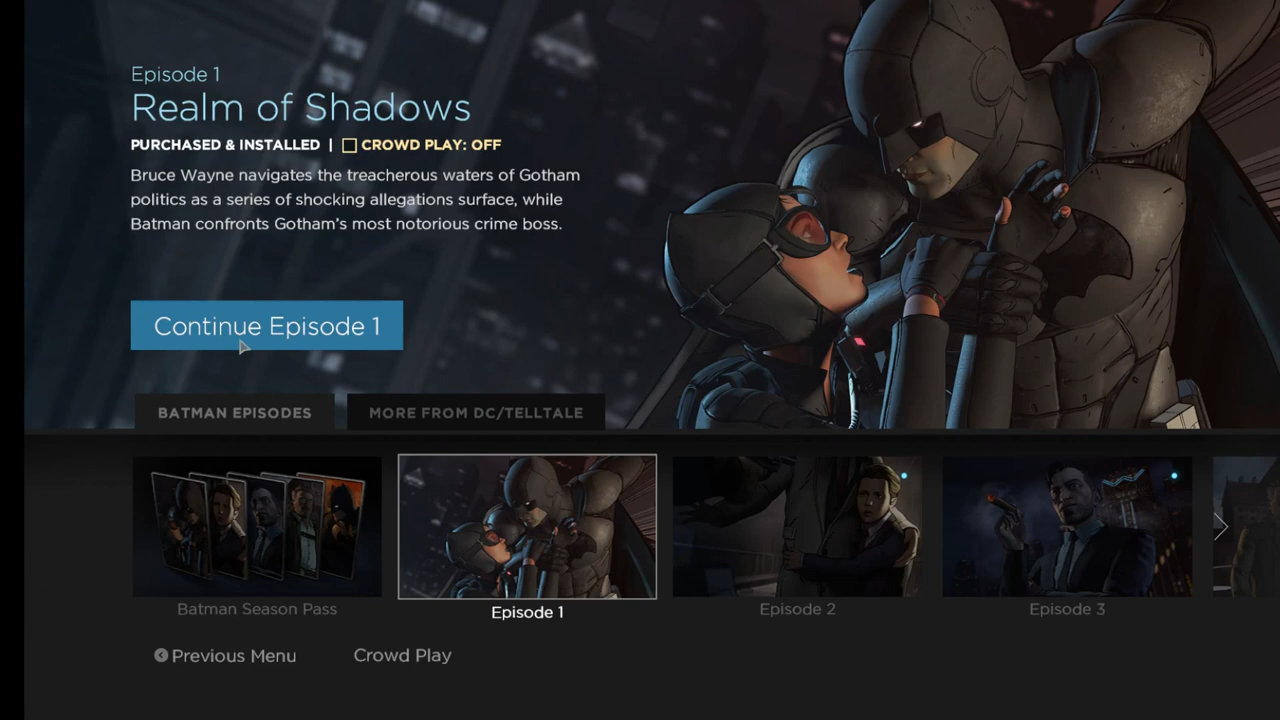 Episode 1
Realm of Shadows
PURCHASED & INSTALLED | CROWD PLAY: OFF
Bruce Wayne navigates the treacherous waters of Gotham
politics as a series of shocking allegations surface, while
Batman confronts Gotham's most notorious crime boss.
Continue Episode 1
BATMAN EPISODES
MORE FROM DC/TELLTALE
Batman Season Pass
Episode 1
Episode 2
Episode 3
Previous Menu
Crowd Play